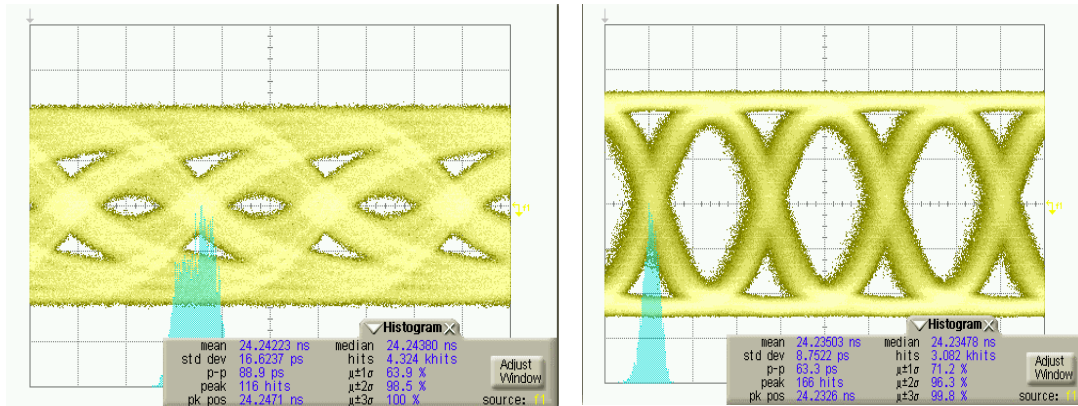 Histogram
mean 24.24223 ns median 24.24380 ns
std dev 16.6237 ps hits 4.324 khits
p-p 88.9 ps µ±1σ 63.9 %
peak 116 hits µ±2σ 98.5 %
pk pos 24.2471 ns µ±3σ 100 % source: f1
Adjust
Window
Histogram
mean 24.23503 ns median 24.23478 ns
std dev 8.7522 ps hits 3.082 khits
p-p 63.3 ps µ±1σ 71.2 %
peak 166 hits µ±2σ 96.3 %
pk pos 24.2326 ns µ±3σ 99.8 % source: f1
Adjust
Window